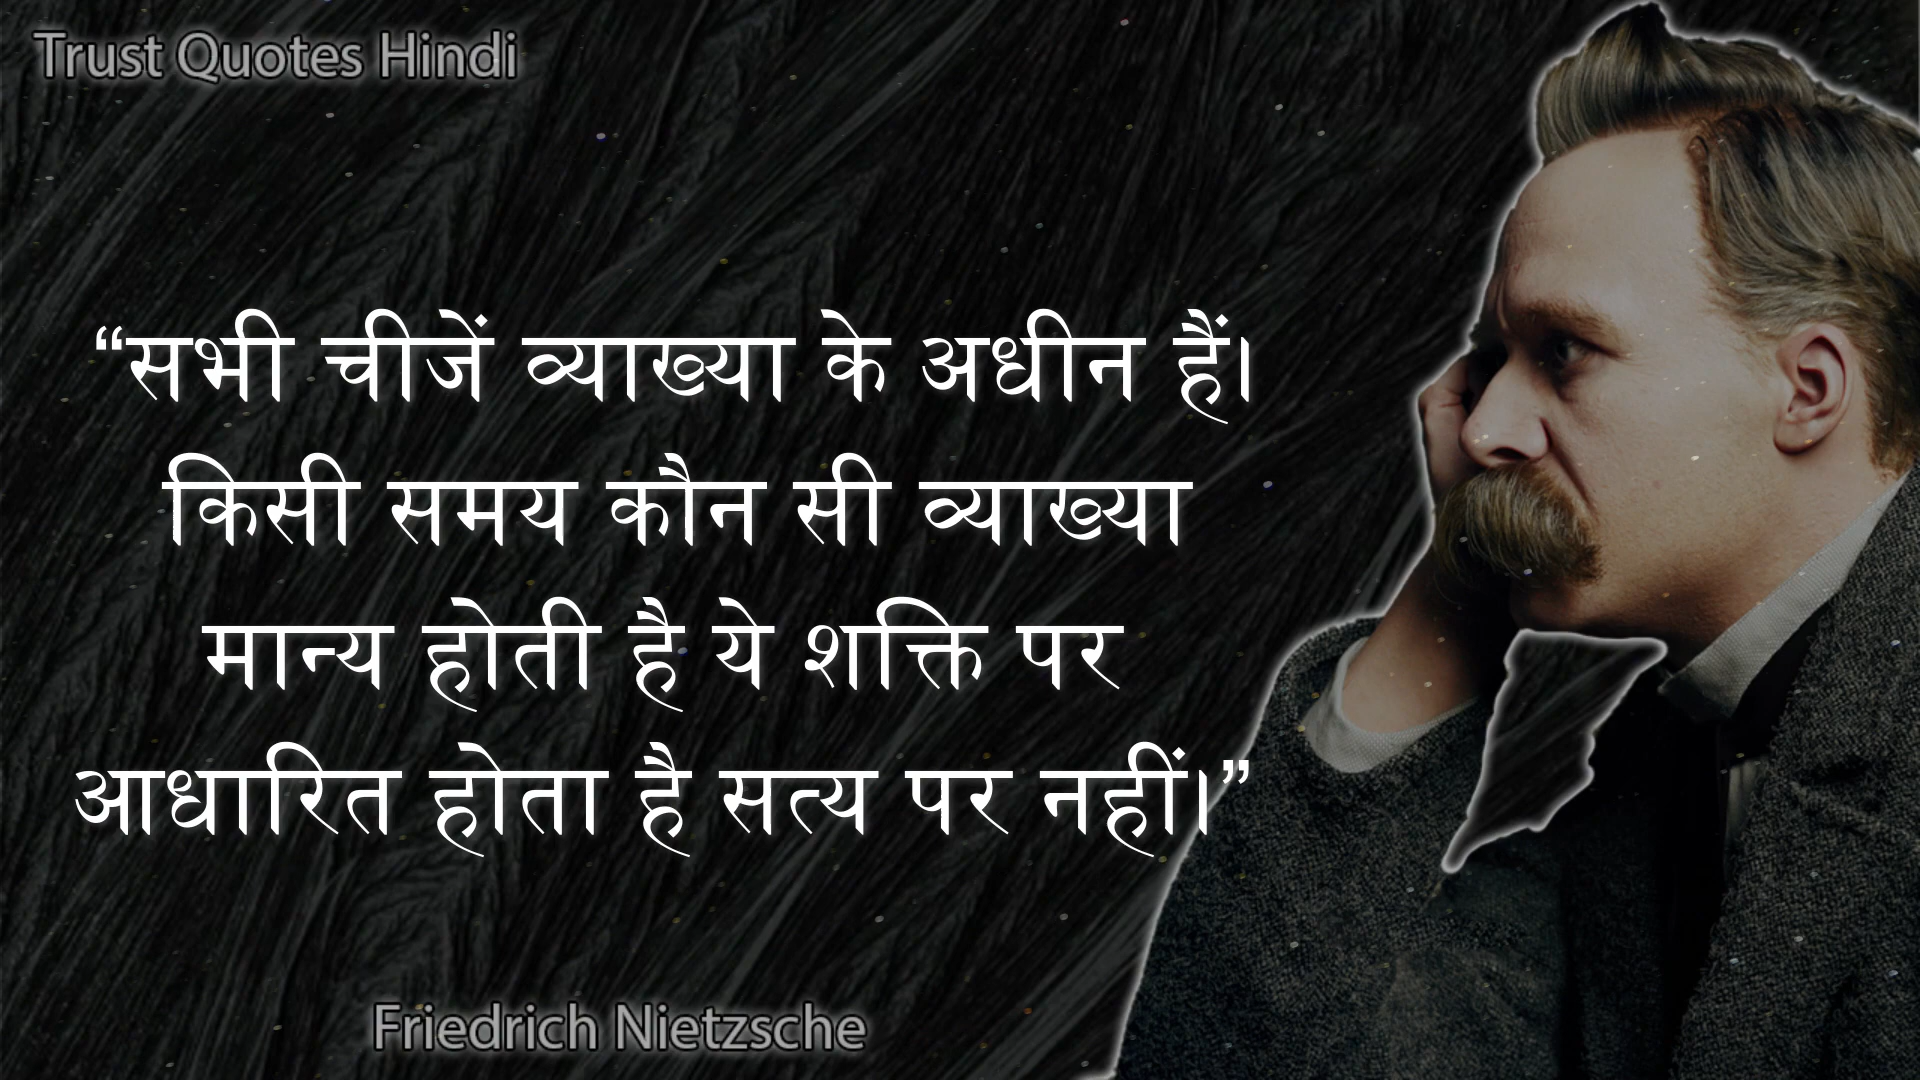 Trust Quotes Hindi
“सभी चीजें व्याख्या के अधीन हैं।
किसी समय कौन सी व्याख्या
मान्य होती है ये शक्ति पर
आधारित होता है सत्य पर नहीं।”
Friedrich Nietzsche